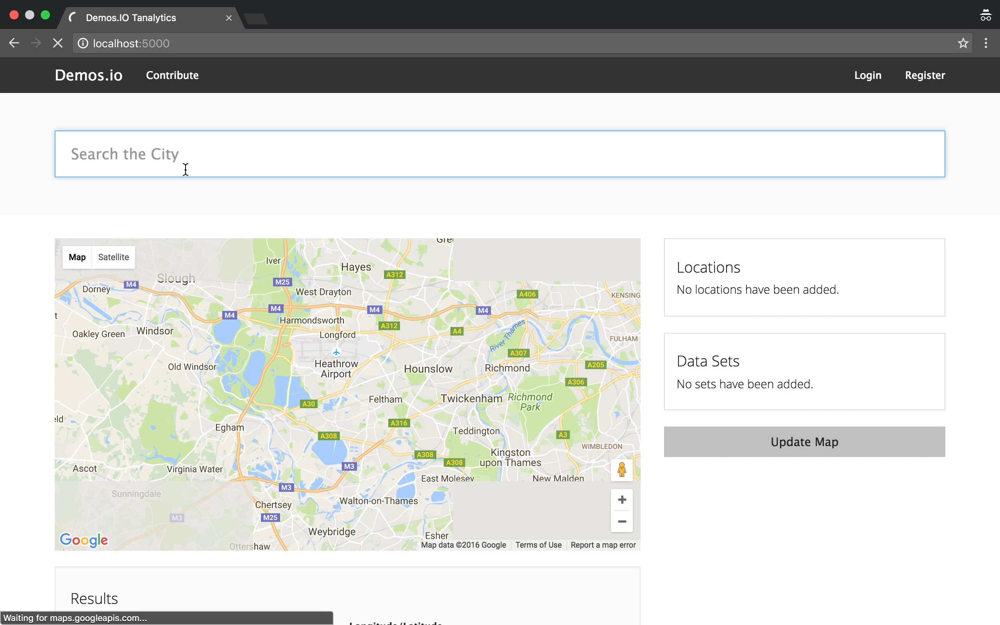 Demos.IO Tanalytics
localhost:5000
Demos.io
Contribute
Login
Register
Search the City
Map
Satellite
Iver
Hayes
A312
Slough
M4
M25
Dorney
West Drayton
A406
KENSING
M4
M4
M4
M4
Harmondsworth
A312
Longford
A4
Oakley Green
Windsor
River Thames
FULHAM
A307
Old Windsor
Heathrow
Airport
Hounslow
Richmond
A205
A306
A30
Feltham
Twickenham
Richmond
Park
Egham
A316
A308
Teddington
A3
WIMBLEDON
Kingston
upon Thames
A308
A308
M3
Ascot
Virginia Water
East Molesey
New Malden
M3
Sunningdale
Chertsey
Walton-on-Thames
M3
M25
Weybridge
Esher
Ottershaw
Google
Map data ©2016 Google
Terms of Use
Report a map error
Locations
No locations have been added.
Data Sets
No sets have been added.
Update Map
Results
Waiting for maps.googleapis.com...
Longitude/Latitude